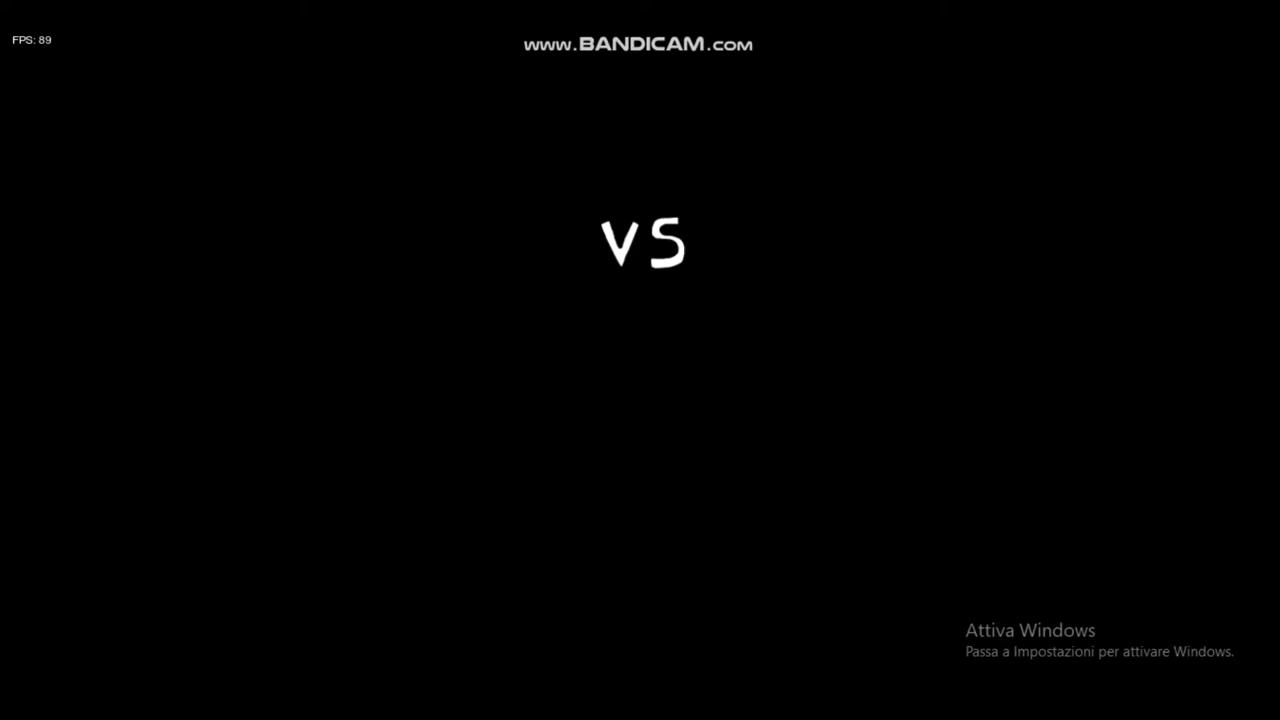 FPS: 89
www.BANDICAM.COM
VS
Attiva Windows
Passa a Impostazioni per attivare Windows.